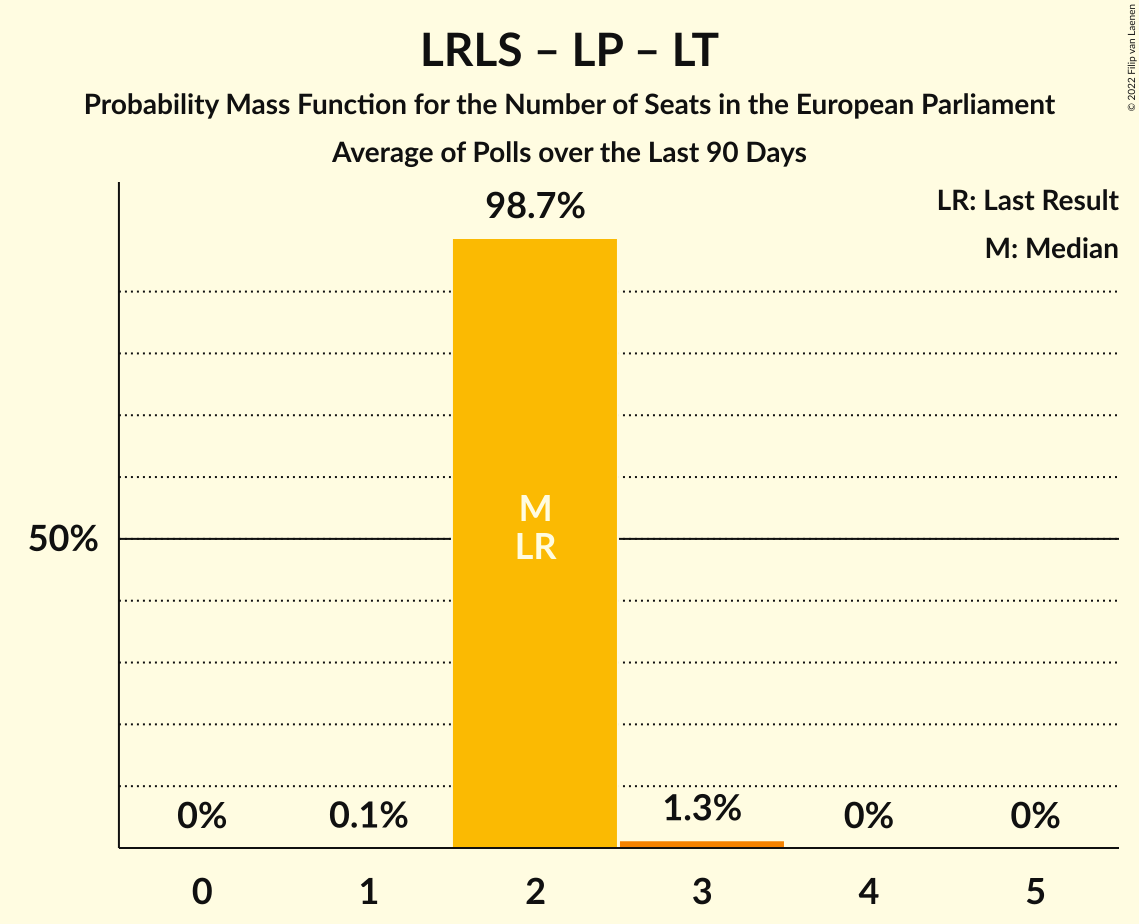 LRLS – LP – LT
Probability Mass Function for the Number of Seats in the European Parliament
Average of Polls over the Last 90 Days
© 2022 Filip van Laenen
LR: Last Result
M: Median
98.7%
M
LR
50%
0%
0.1%
1.3%
0%
0%
0
1
2
3
4
5